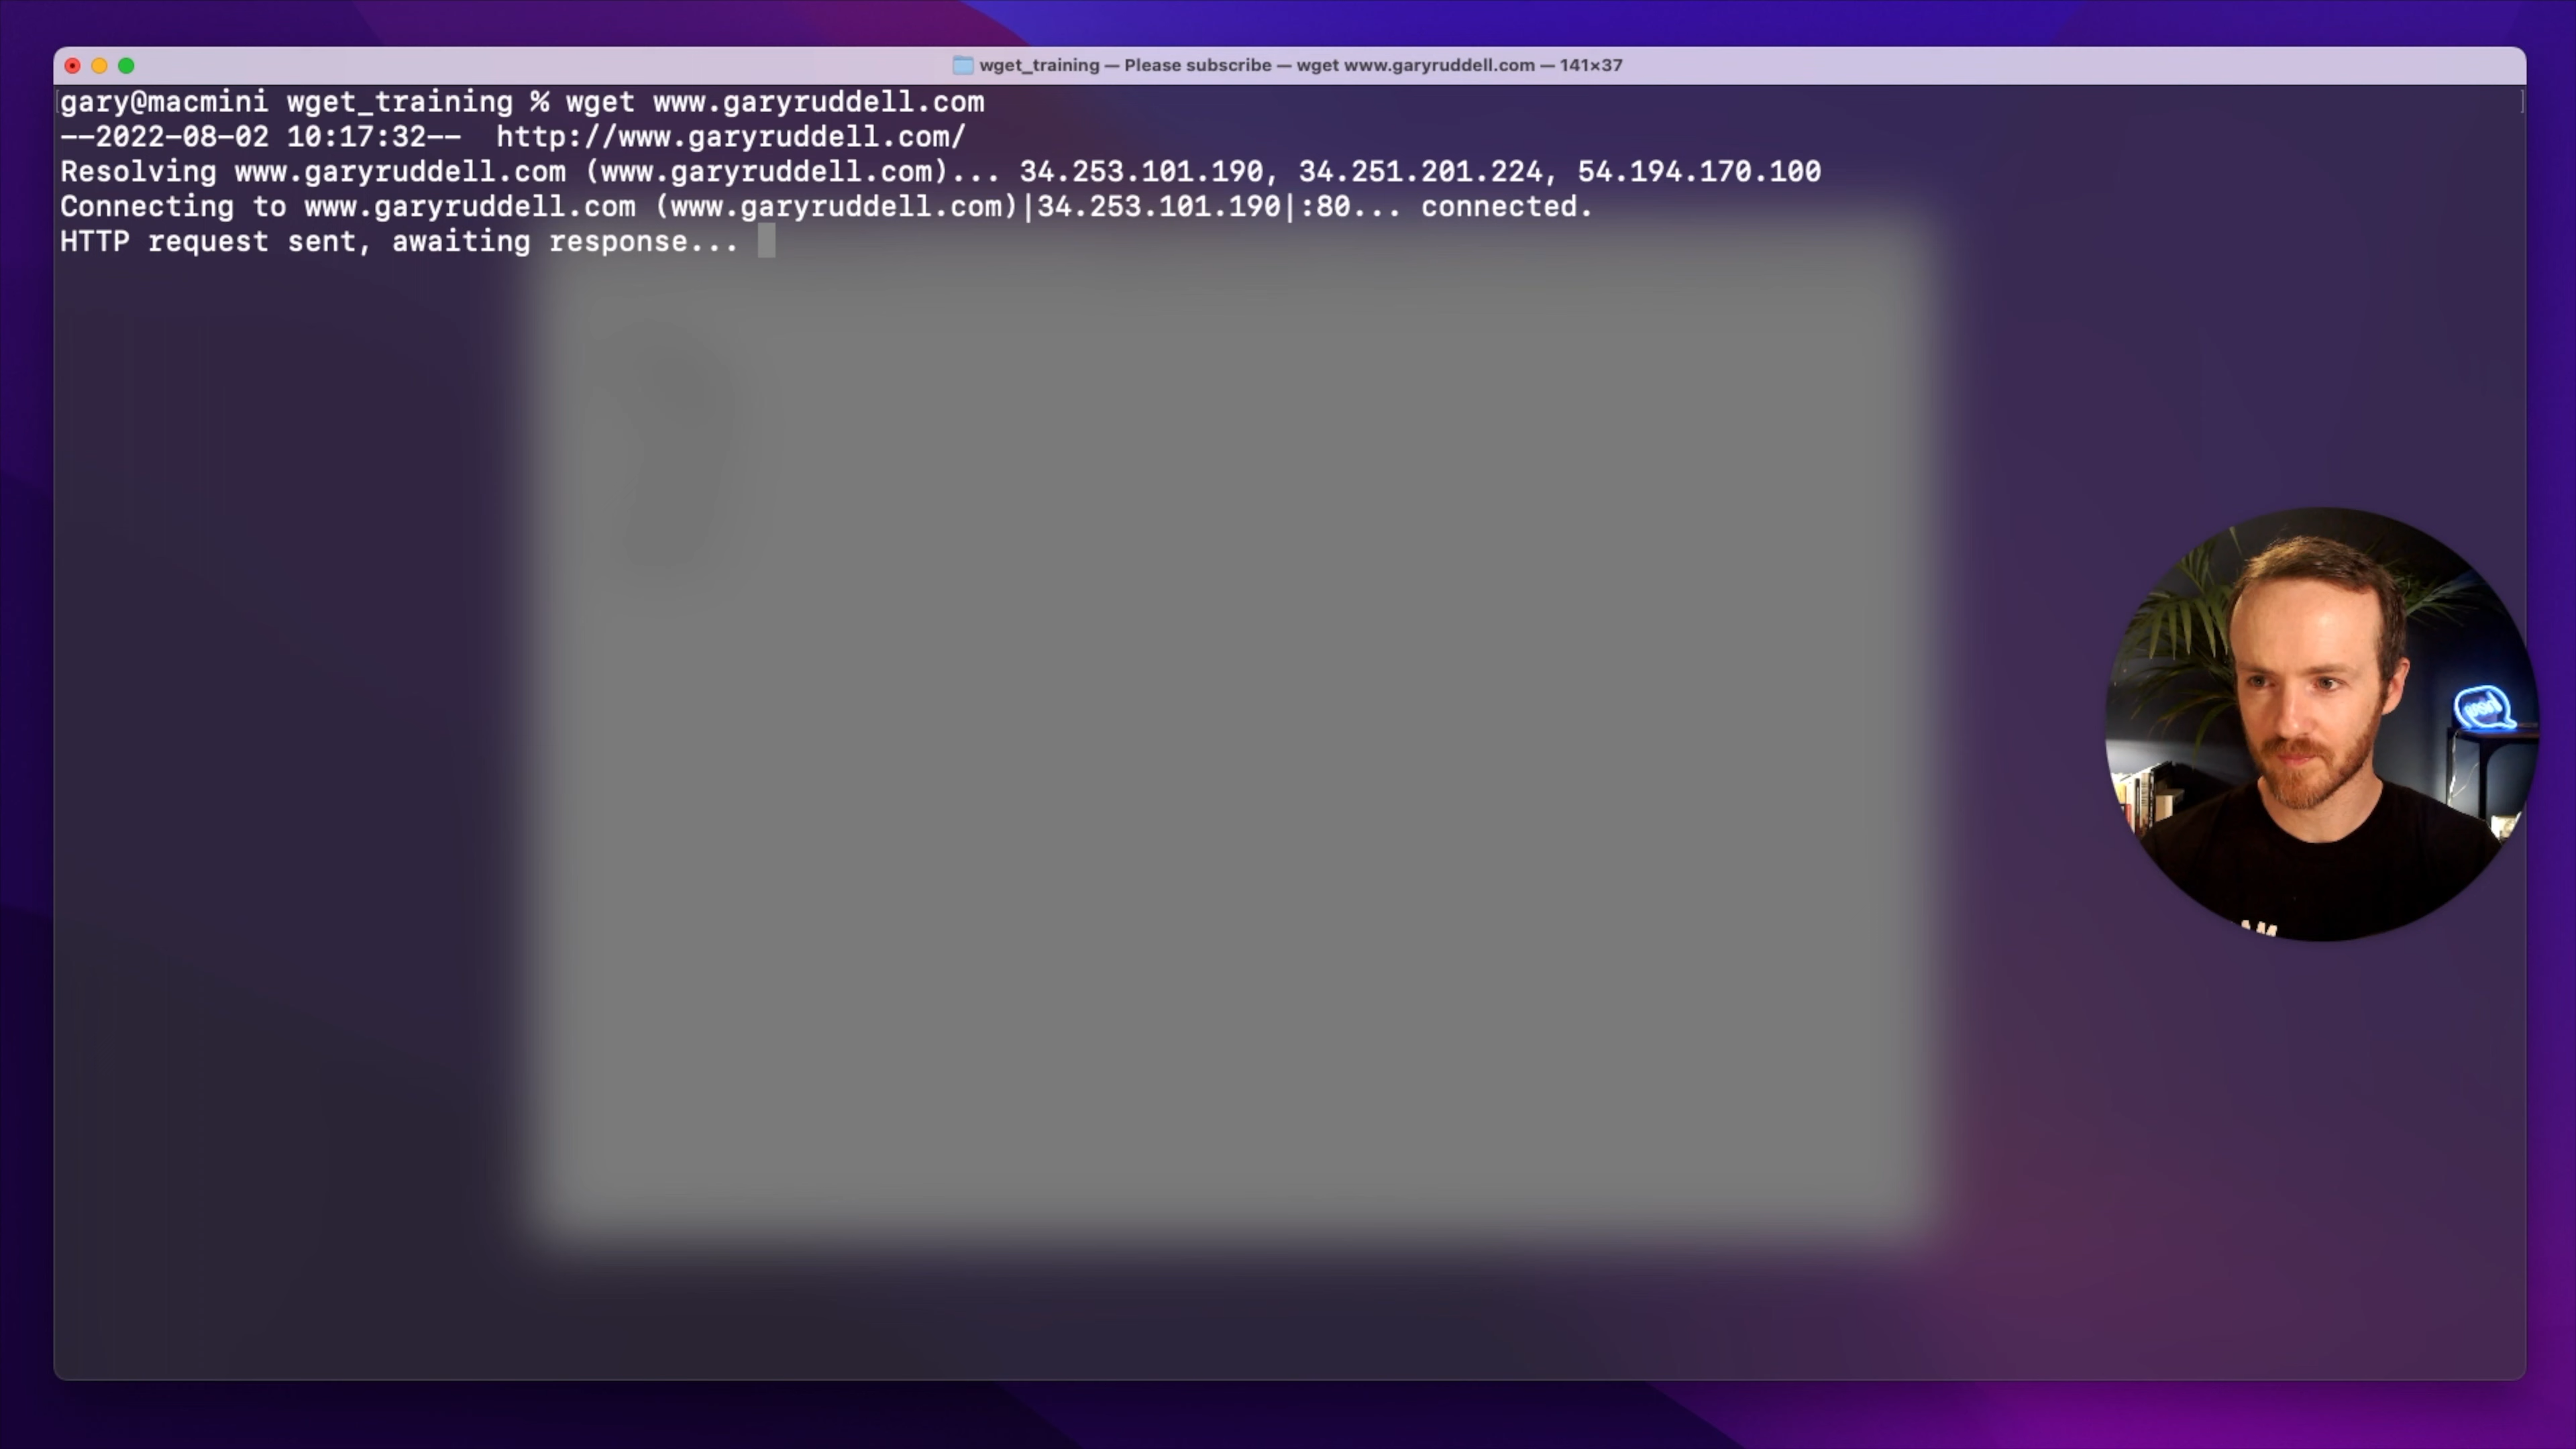 wget_training — Please subscribe — wget www.garyruddell.com — 141×37
gary@macmini wget_training % wget www.garyruddell.com
--2022-08-02 10:17:32--  http://www.garyruddell.com/
Resolving www.garyruddell.com (www.garyruddell.com)... 34.253.101.190, 34.251.201.224, 54.194.170.100
Connecting to www.garyruddell.com (www.garyruddell.com)|34.253.101.190|:80... connected.
HTTP request sent, awaiting response...